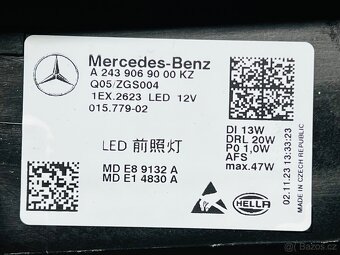 Mercedes-Benz
A 243 906 90 00 KZ
Q05/ZGS004
1EX.2623 LED 12V
015.779-02
LED 前照灯
MD E8 9132 A
MD E1 4830 A
DI 13W
DRL 20W
P0 1,0W
AFS
max.47W
HELLA
02.11.23 13:33:23
MADE IN CZECH REPUBLIC
Bazoš.cz